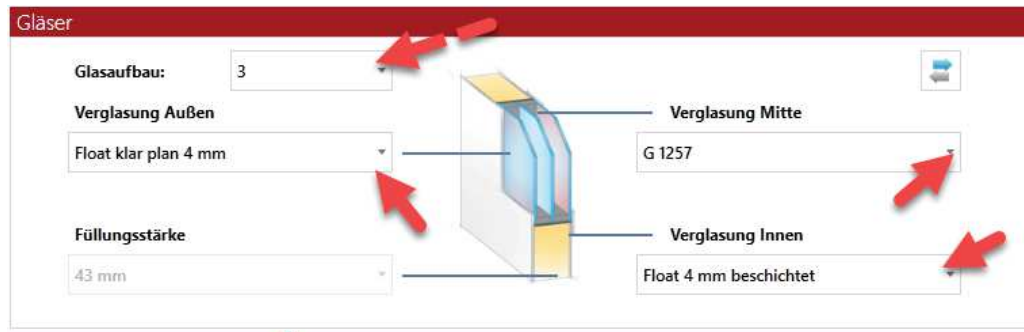 Gläser
Glasaufbau: 3
Verglasung Außen
Verglasung Mitte
Float klar plan 4 mm
G 1257
Füllungsstärke
Verglasung Innen
43 mm
Float 4 mm beschichtet